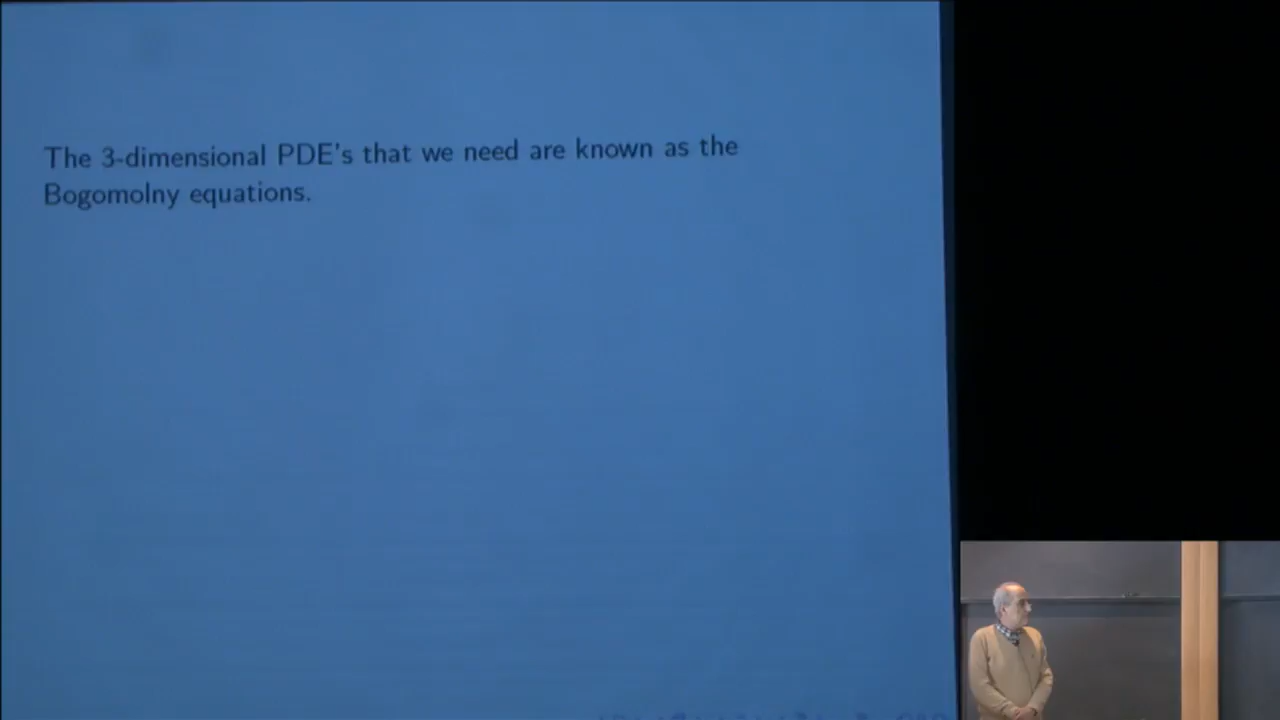 The 3-dimensional PDE's that we need are known as the
Bogomolny equations.